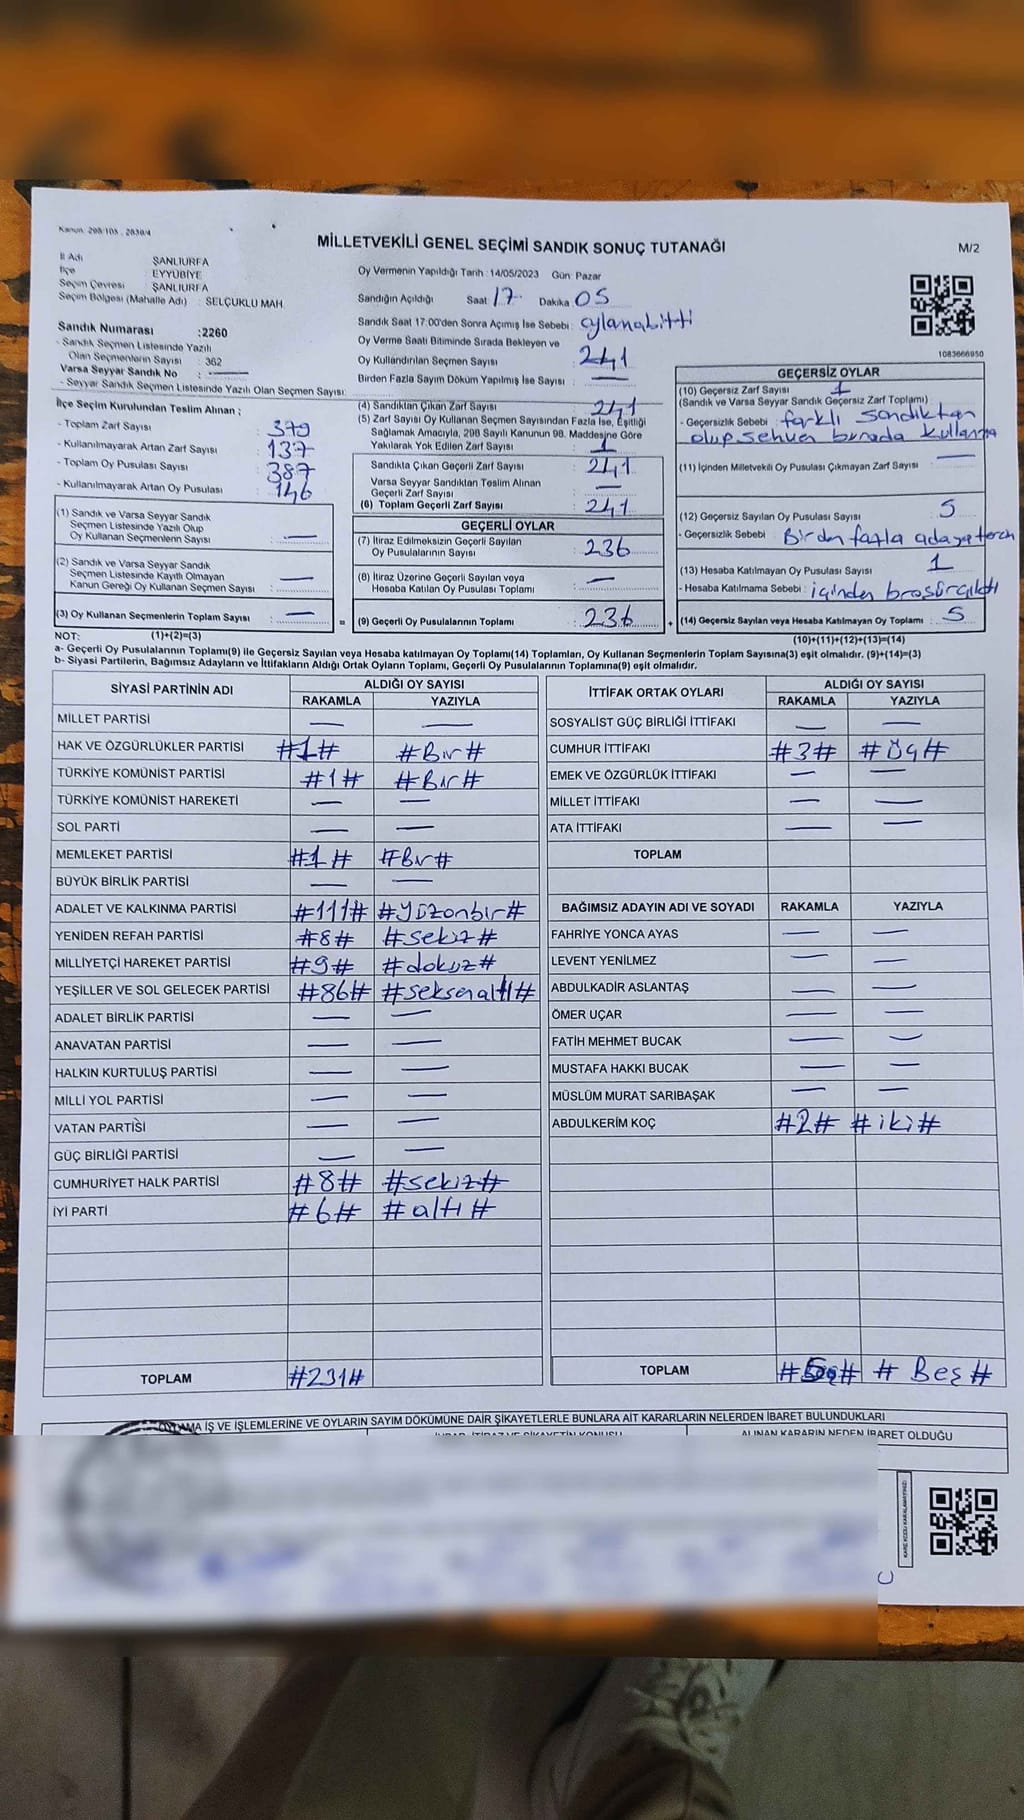 Kanun: 298/105 , 2839/4
MİLLETVEKİLİ GENEL SEÇİMİ SANDIK SONUÇ TUTANAĞI
M/2
İl Adı : ŞANLIURFA
İlçe : EYYÜBİYE
Seçim Çevresi : ŞANLIURFA
Seçim Bölgesi (Mahalle Adı) : SELÇUKLU MAH
Sandık Numarası :2260
- Sandık Seçmen Listesinde Yazılı
Olan Seçmenlerin Sayısı : 362
Varsa Seyyar Sandık No : —
- Seyyar Sandık Seçmen Listesinde Yazılı Olan Seçmen Sayısı:
Oy Vermenin Yapıldığı Tarih : 14/05/2023 Gün: Pazar
Sandığın Açıldığı Saat 17 Dakika 05
Sandık Saat 17:00'den Sonra Açımış İse Sebebi :
Oy Verme Saati Bitiminde Sırada Bekleyen ve
Oy Kullandırılan Seçmen Sayısı : 241
Birden Fazla Sayım Döküm Yapılmış İse Sayısı : —
1083666950
İlçe Seçim Kurulundan Teslim Alınan ;
- Toplam Zarf Sayısı : 379
- Kullanılmayarak Artan Zarf Sayısı : 137
- Toplam Oy Pusulası Sayısı : 387
- Kullanılmayarak Artan Oy Pusulası : 146
(1) Sandık ve Varsa Seyyar Sandık
Seçmen Listesinde Yazılı Olup
Oy Kullanan Seçmenlerin Sayısı : —
(2) Sandık ve Varsa Seyyar Sandık
Seçmen Listesinde Kayıtlı Olmayan
Kanun Gereği Oy Kullanan Seçmen Sayısı : —
(3) Oy Kullanan Seçmenlerin Toplam Sayısı : — =
(4) Sandıktan Çıkan Zarf Sayısı : 241
(5) Zarf Sayısı Oy Kullanan Seçmen Sayısından Fazla İse, Eşitliği
Sağlamak Amacıyla, 298 Sayılı Kanunun 98. Maddesine Göre
Yakılarak Yok Edilen Zarf Sayısı : 1
Sandıkta Çıkan Geçerli Zarf Sayısı : 241
Varsa Seyyar Sandıktan Teslim Alınan
Geçerli Zarf Sayısı : —
(6) Toplam Geçerli Zarf Sayısı : 241
GEÇERLİ OYLAR
(7) İtiraz Edilmeksizin Geçerli Sayılan
Oy Pusulalarının Sayısı : 236
(8) İtiraz Üzerine Geçerli Sayılan veya
Hesaba Katılan Oy Pusulası Toplamı : —
(9) Geçerli Oy Pusulalarının Toplamı : 236 +
GEÇERSİZ OYLAR
(10) Geçersiz Zarf Sayısı : 1
(Sandık ve Varsa Seyyar Sandık Geçersiz Zarf Toplamı)
- Geçersizlik Sebebi : farklı sandıktan
olup sehven burada
(11) İçinden Milletvekili Oy Pusulası Çıkmayan Zarf Sayısı : —
(12) Geçersiz Sayılan Oy Pusulası Sayısı : 5
- Geçersizlik Sebebi : Birden fazla
(13) Hesaba Katılmayan Oy Pusulası Sayısı : 1
- Hesaba Katılmama Sebebi : içinden broşür çıktı
(14) Geçersiz Sayılan veya Hesaba Katılmayan Oy Toplamı : 5
NOT: (1)+(2)=(3) (10)+(11)+(12)+(13)=(14)
a- Geçerli Oy Pusulalarının Toplamı(9) ile Geçersiz Sayılan veya Hesaba katılmayan Oy Toplamı(14) Toplamları, Oy Kullanan Seçmenlerin Toplam Sayısına(3) eşit olmalıdır. (9)+(14)=(3)
b- Siyasi Partilerin, Bağımsız Adayların ve İttifakların Aldığı Ortak Oyların Toplamı, Geçerli Oy Pusulalarının Toplamına(9) eşit olmalıdır.
SİYASİ PARTİNİN ADI ALDIĞI OY SAYISI
RAKAMLA YAZIYLA
MİLLET PARTİSİ — —
HAK VE ÖZGÜRLÜKLER PARTİSİ #1# #Bir#
TÜRKİYE KOMÜNİST PARTİSİ #1# #Bir#
TÜRKİYE KOMÜNİST HAREKETİ — —
SOL PARTİ — —
MEMLEKET PARTİSİ #1# #Bir#
BÜYÜK BİRLİK PARTİSİ — —
ADALET VE KALKINMA PARTİSİ #111# #yüzonbir#
YENİDEN REFAH PARTİSİ #8# #sekiz#
MİLLİYETÇİ HAREKET PARTİSİ #9# #dokuz#
YEŞİLLER VE SOL GELECEK PARTİSİ #86# #seksenaltı#
ADALET BİRLİK PARTİSİ — —
ANAVATAN PARTİSİ — —
HALKIN KURTULUŞ PARTİSİ — —
MİLLİ YOL PARTİSİ — —
VATAN PARTİSİ — —
GÜÇ BİRLİĞİ PARTİSİ — —
CUMHURİYET HALK PARTİSİ #8# #sekiz#
İYİ PARTİ #6# #altı#
TOPLAM #231#
İTTİFAK ORTAK OYLARI ALDIĞI OY SAYISI
RAKAMLA YAZIYLA
SOSYALİST GÜÇ BİRLİĞİ İTTİFAKI — —
CUMHUR İTTİFAKI #3# #üç#
EMEK VE ÖZGÜRLÜK İTTİFAKI — —
MİLLET İTTİFAKI — —
ATA İTTİFAKI — —
TOPLAM
BAĞIMSIZ ADAYIN ADI VE SOYADI RAKAMLA YAZIYLA
FAHRİYE YONCA AYAS — —
LEVENT YENİLMEZ — —
ABDULKADİR ASLANTAŞ — —
ÖMER UÇAR — —
FATİH MEHMET BUCAK — —
MUSTAFA HAKKI BUCAK — —
MÜSLÜM MURAT SARIBAŞAK — —
ABDULKERİM KOÇ #2# #iki#
TOPLAM #5# #Beş#
İŞ VE İŞLEMLERİNE VE OYLARIN SAYIM DÖKÜMÜNE DAİR ŞİKAYETLERLE BUNLARA AİT KARARLARIN NELERDEN İBARET BULUNDUKLARI
ALINAN KARARIN NEDEN İBARET OLDUĞU